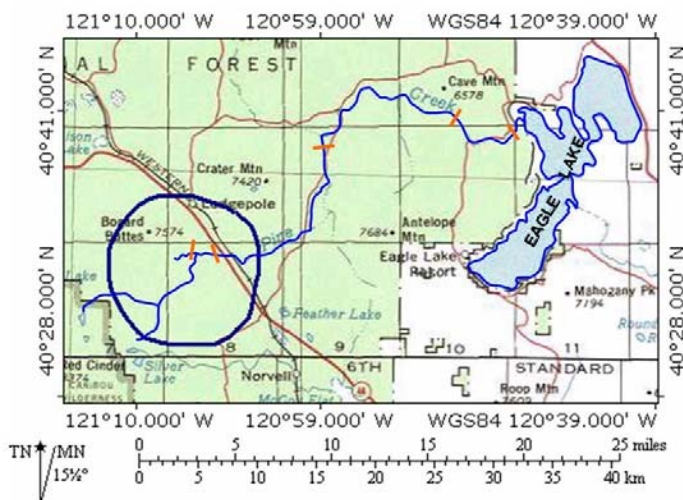 121°10.000' W 120°59.000' W WGS84 120°39.000' W
40°41.000' N
40°28.000' N
AL FOREST
Cave Mtn
6578
Creek
WESTERN
Crater Mtn
7420
Lodgepole
Bogard
Buttes
7574
Pine
7684
Antelope
Mtn
EAGLE LAKE
Eagle Lake
Resort
Lake
Mahogany Pk
7194
Feather Lake
7 8 9 10 11
6TH STANDARD
Red Cinder
8374
CARIBOU
WILDERNESS
Silver
Lake
Norvell
Roop Mtn
7609
40°41.000' N
40°28.000' N
121°10.000' W 120°59.000' W WGS84 120°39.000' W
TN MN
15½°
0 5 10 15 20 25 miles
0 5 10 15 20 25 30 35 40 km